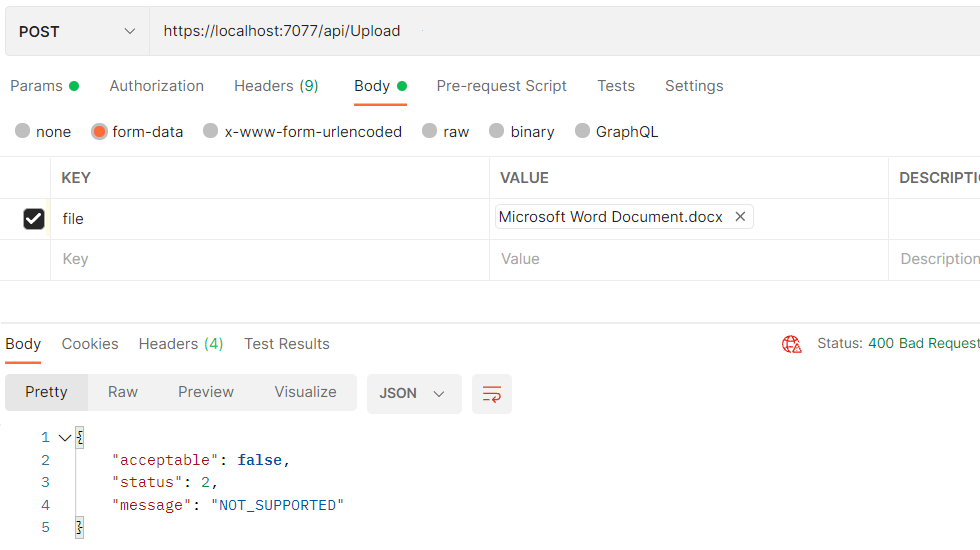 POST https://localhost:7077/api/Upload
Params Authorization Headers (9) Body Pre-request Script Tests Settings
none form-data x-www-form-urlencoded raw binary GraphQL
KEY VALUE DESCRIPTI
file Microsoft Word Document.docx
Key Value Description
Body Cookies Headers (4) Test Results Status: 400 Bad Request
Pretty Raw Preview Visualize JSON
1 {
2 "acceptable": false,
3 "status": 2,
4 "message": "NOT_SUPPORTED"
5 }